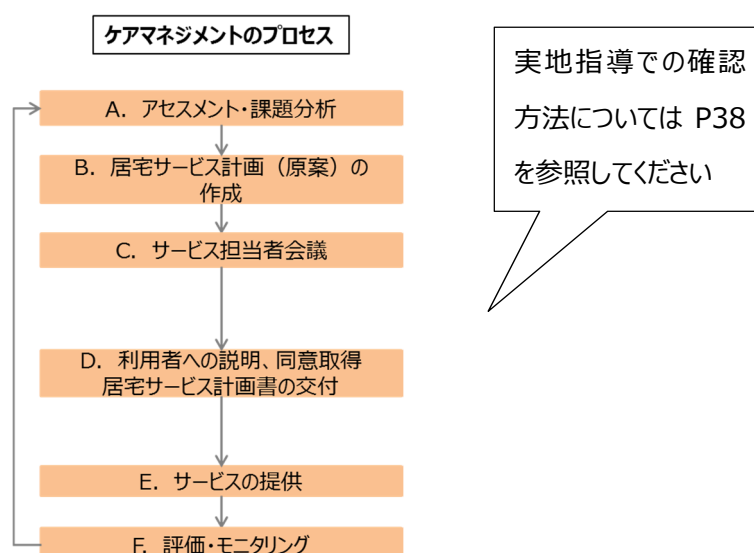 ケアマネジメントのプロセス
A．アセスメント・課題分析
B．居宅サービス計画（原案）の
作成
C．サービス担当者会議
D．利用者への説明、同意取得
居宅サービス計画書の交付
E．サービスの提供
F．評価・モニタリング
実地指導での確認
方法については P38
を参照してください